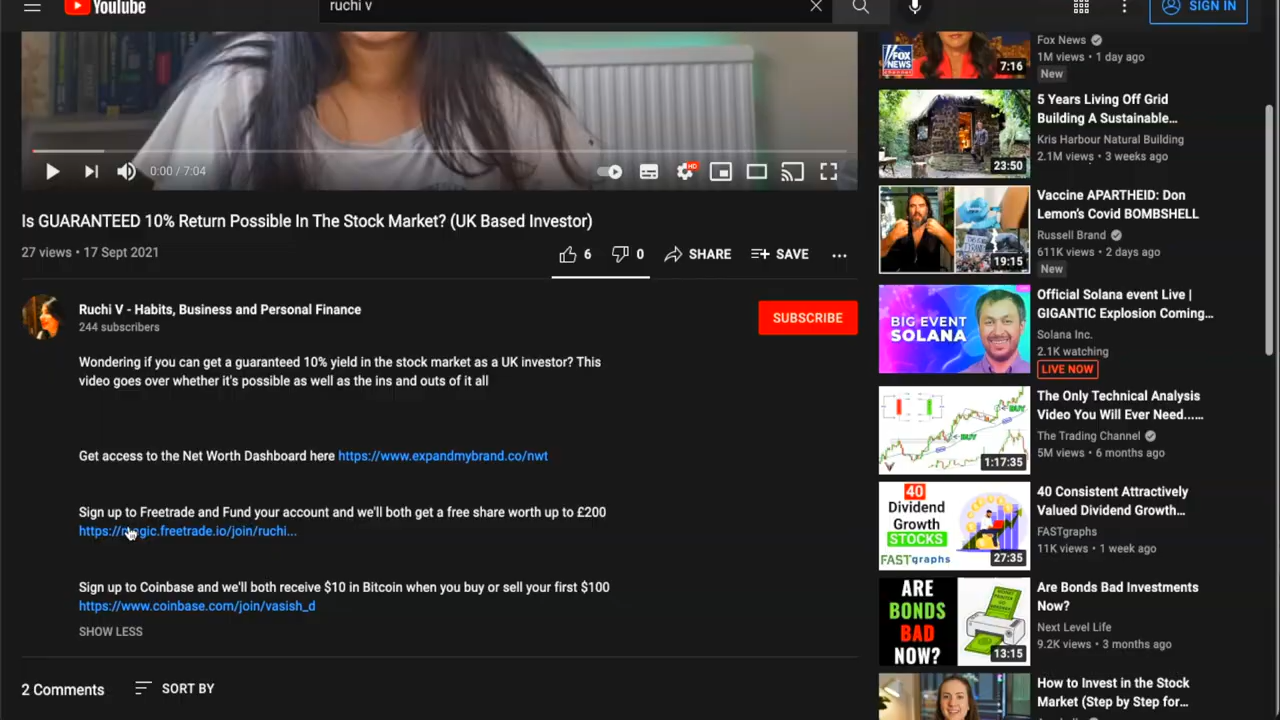 YouTube
ruchi v
SIGN IN
0:00 / 7:04
HD
Is GUARANTEED 10% Return Possible In The Stock Market? (UK Based Investor)
27 views • 17 Sept 2021
6
0
SHARE
SAVE
Ruchi V - Habits, Business and Personal Finance
244 subscribers
SUBSCRIBE
Wondering if you can get a guaranteed 10% yield in the stock market as a UK investor? This
video goes over whether it's possible as well as the ins and outs of it all
Get access to the Net Worth Dashboard here https://www.expandmybrand.co/nwt
Sign up to Freetrade and Fund your account and we'll both get a free share worth up to £200
https://magic.freetrade.io/join/ruchi...
Sign up to Coinbase and we'll both receive $10 in Bitcoin when you buy or sell your first $100
https://www.coinbase.com/join/vasish_d
SHOW LESS
2 Comments
SORT BY
FOX NEWS channel
7:16
Fox News
1M views • 1 day ago
New
23:50
5 Years Living Off Grid
Building A Sustainable...
Kris Harbour Natural Building
2.1M views • 3 weeks ago
19:15
Vaccine APARTHEID: Don
Lemon's Covid BOMBSHELL
Russell Brand
611K views • 2 days ago
New
BIG EVENT
SOLANA
Official Solana event Live |
GIGANTIC Explosion Coming...
Solana Inc.
2.1K watching
LIVE NOW
BUY
BUY
1:17:35
The Only Technical Analysis
Video You Will Ever Need......
The Trading Channel
5M views • 6 months ago
40
Dividend
Growth
STOCKS
FASTgraphs
27:35
40 Consistent Attractively
Valued Dividend Growth...
FASTgraphs
11K views • 1 week ago
ARE
BONDS
BAD
NOW?
13:15
Are Bonds Bad Investments
Now?
Next Level Life
9.2K views • 3 months ago
How to Invest in the Stock
Market (Step by Step for...